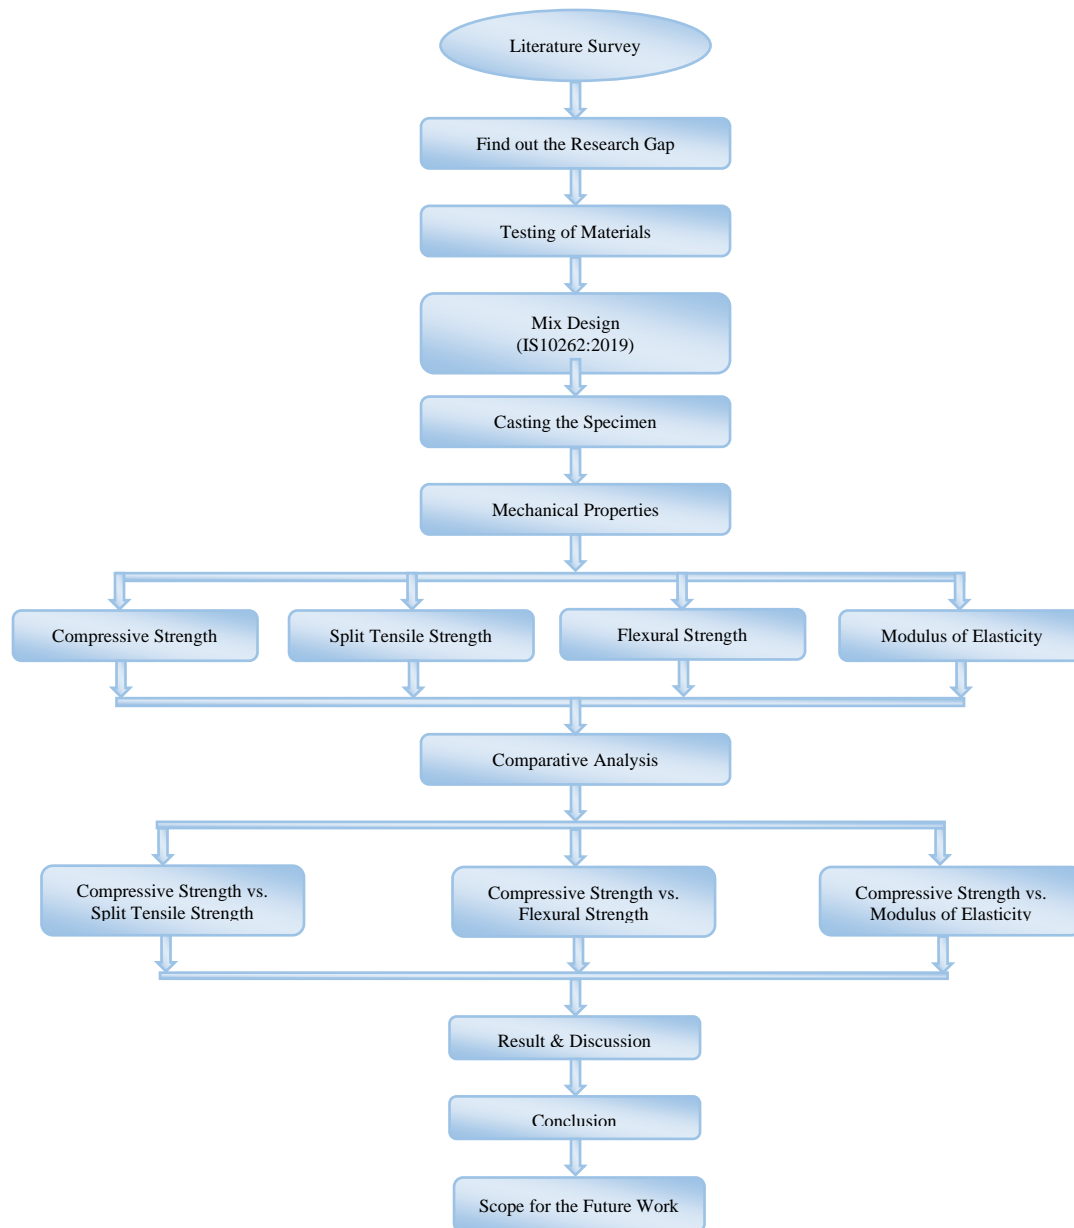 Literature Survey
Find out the Research Gap
Testing of Materials
Mix Design
(IS10262:2019)
Casting the Specimen
Mechanical Properties
Compressive Strength
Split Tensile Strength
Flexural Strength
Modulus of Elasticity
Comparative Analysis
Compressive Strength vs.
Split Tensile Strength
Compressive Strength vs.
Flexural Strength
Compressive Strength vs.
Modulus of Elasticity
Result & Discussion
Conclusion
Scope for the Future Work